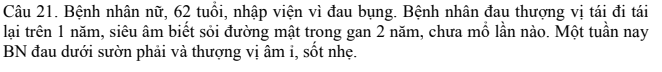 Câu 21. Bệnh nhân nữ, 62 tuổi, nhập viện vì đau bụng. Bệnh nhân đau thượng vị tái đi tái
lại trên 1 năm, siêu âm biết sỏi đường mật trong gan 2 năm, chưa mổ lần nào. Một tuần nay
BN đau dưới sườn phải và thượng vị âm ỉ, sốt nhẹ.